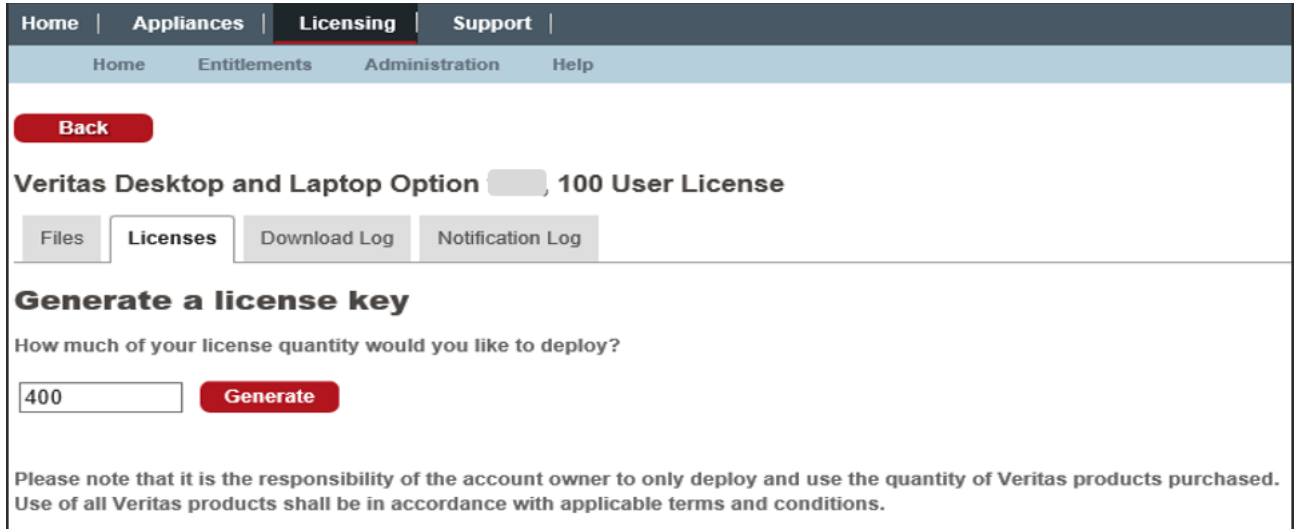 Home | Appliances | Licensing | Support |
Home Entitlements Administration Help
Back
Veritas Desktop and Laptop Option , 100 User License
Files Licenses Download Log Notification Log
Generate a license key
How much of your license quantity would you like to deploy?
400 Generate
Please note that it is the responsibility of the account owner to only deploy and use the quantity of Veritas products purchased.
Use of all Veritas products shall be in accordance with applicable terms and conditions.